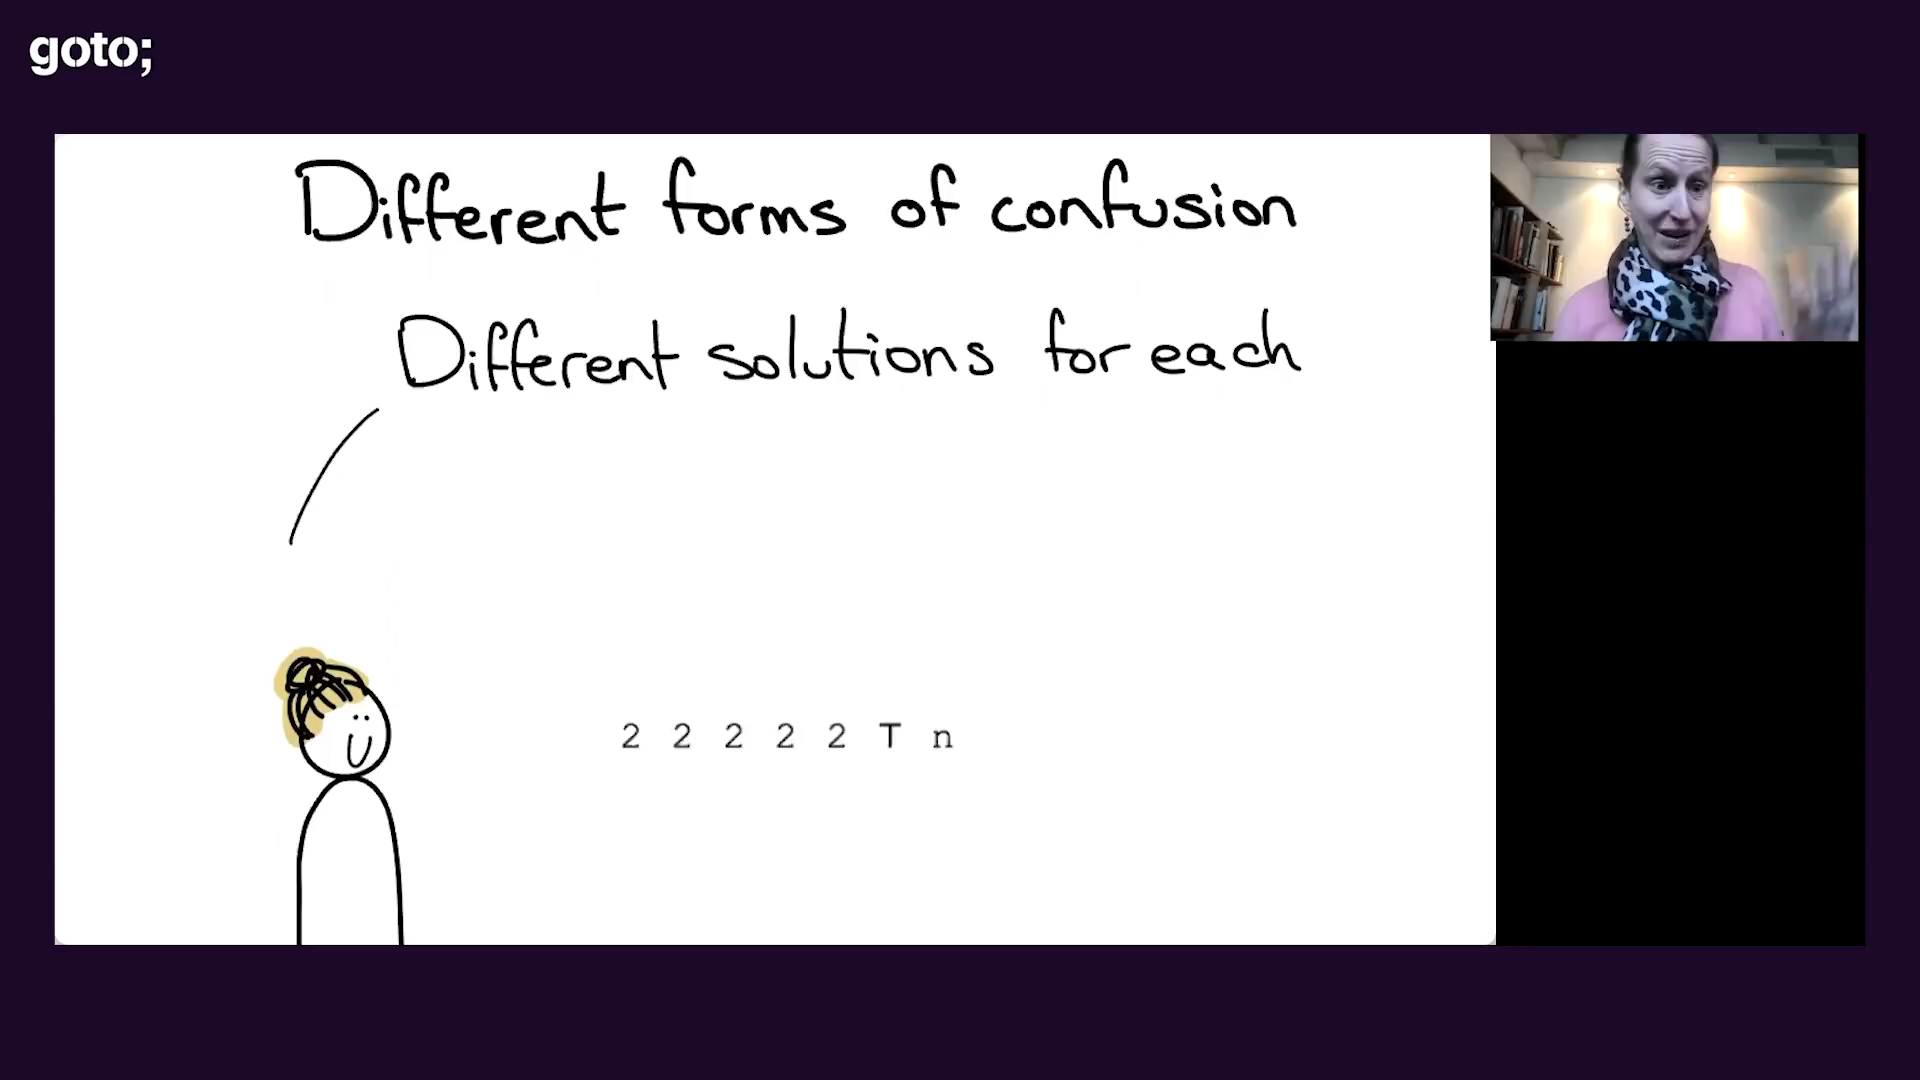 goto;
Different forms of confusion
Different solutions for each
2 2 2 2 2 T n